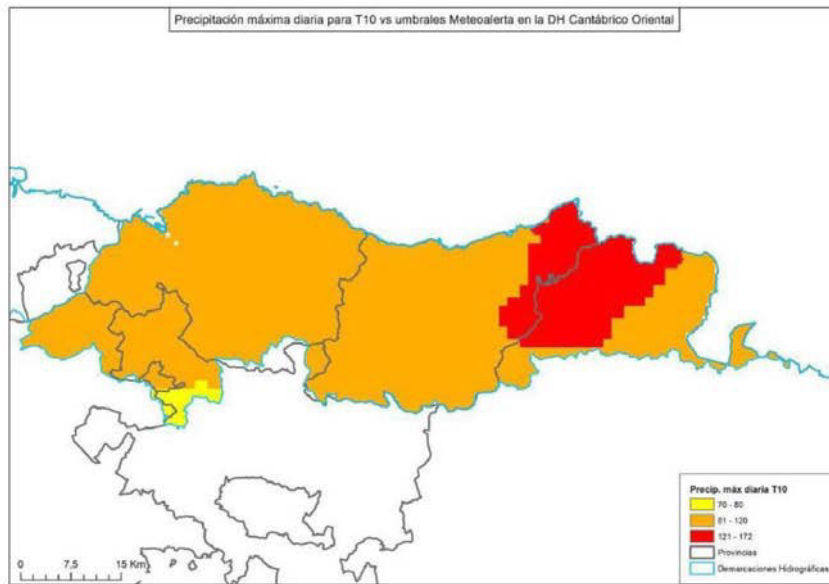 Precipitación máxima diaria para T10 vs umbrales Meteoalerta en la DH Cantábrico Oriental
Precip. máx diaria T10
70 - 80
81 - 120
121 - 172
Provincias
Demarcaciones Hidrográficas
0 7.5 15 Km